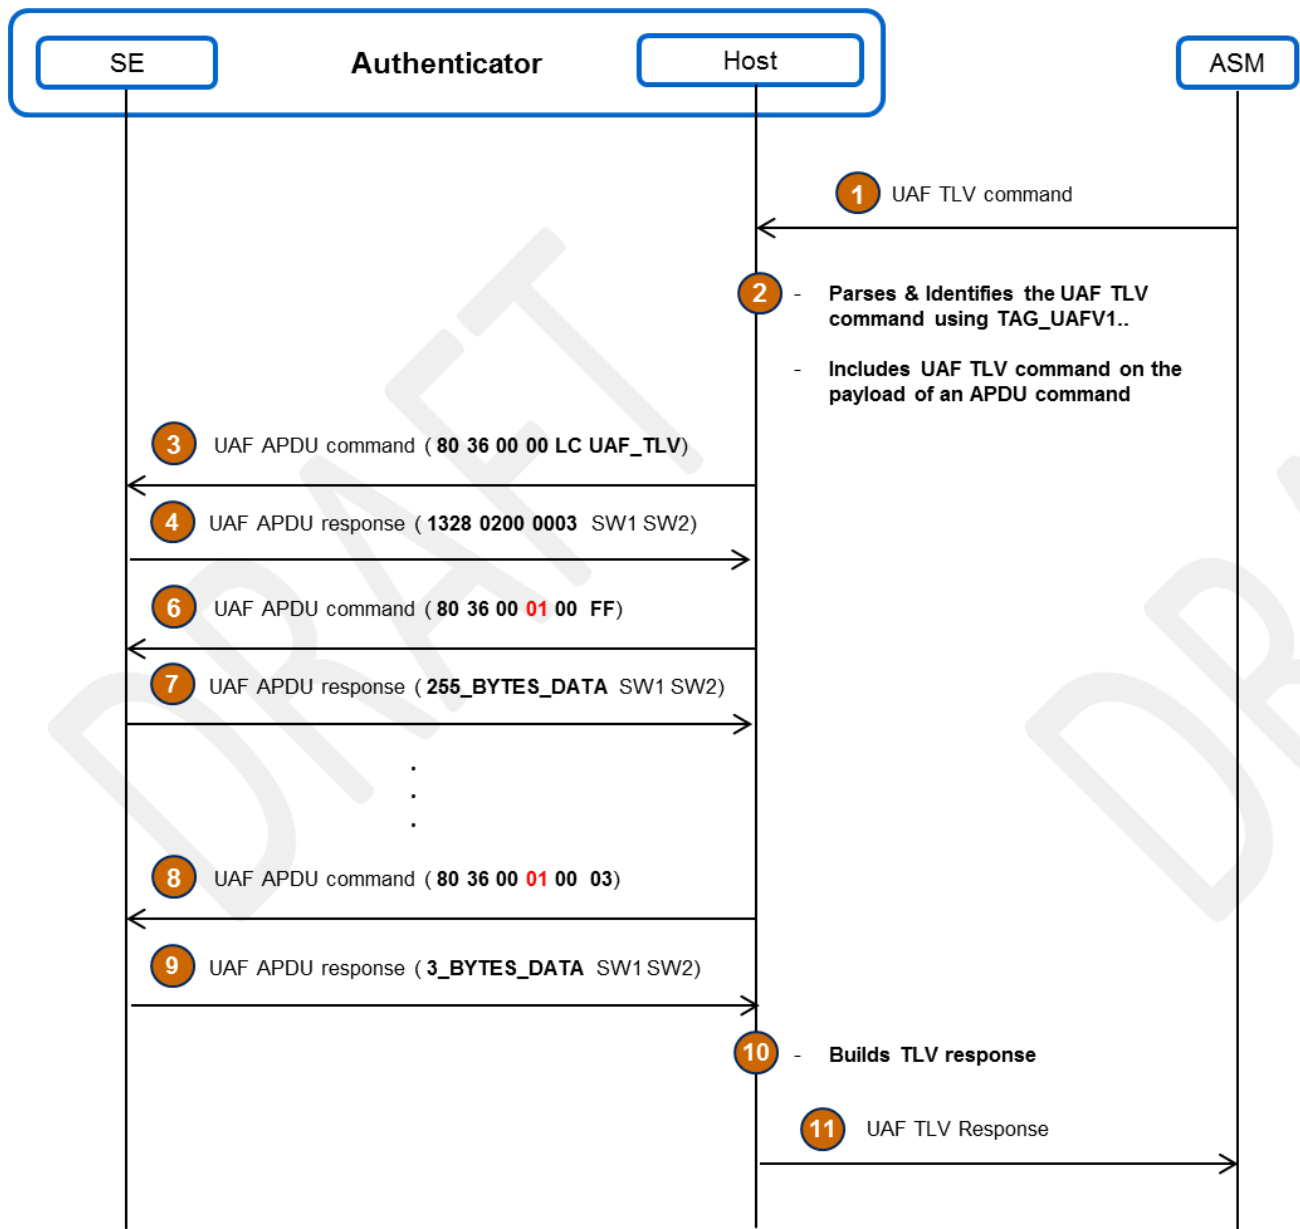 SE
Authenticator
Host
ASM
1 UAF TLV command
2 - Parses & Identifies the UAF TLV
command using TAG_UAFV1..
- Includes UAF TLV command on the
payload of an APDU command
3 UAF APDU command ( 80 36 00 00 LC UAF_TLV)
4 UAF APDU response ( 1328 0200 0003 SW1 SW2)
6 UAF APDU command ( 80 36 00 01 00 FF)
7 UAF APDU response ( 255_BYTES_DATA SW1 SW2)
.
.
.
8 UAF APDU command ( 80 36 00 01 00 03)
9 UAF APDU response ( 3_BYTES_DATA SW1 SW2)
10 - Builds TLV response
11 UAF TLV Response
DRAFT
DRA